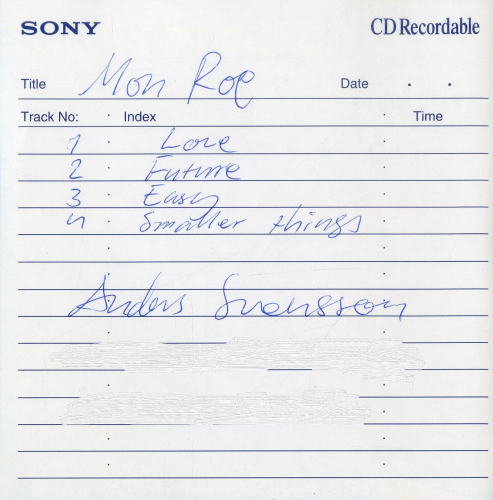 SONY CD Recordable
Title Mon Roe Date
Track No: Index Time
1 Love
2 Future
3 Easy
4 Smaller things
Anders Svensson